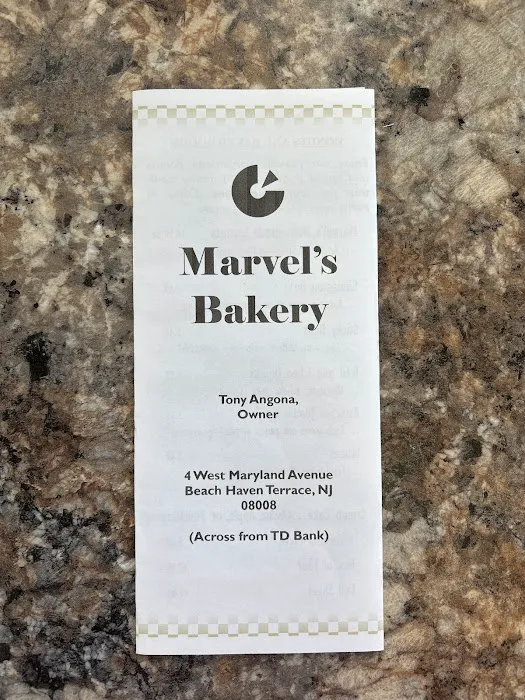 Marvel's
Bakery
Tony Angona,
Owner
4 West Maryland Avenue
Beach Haven Terrace, NJ
08008
(Across from TD Bank)